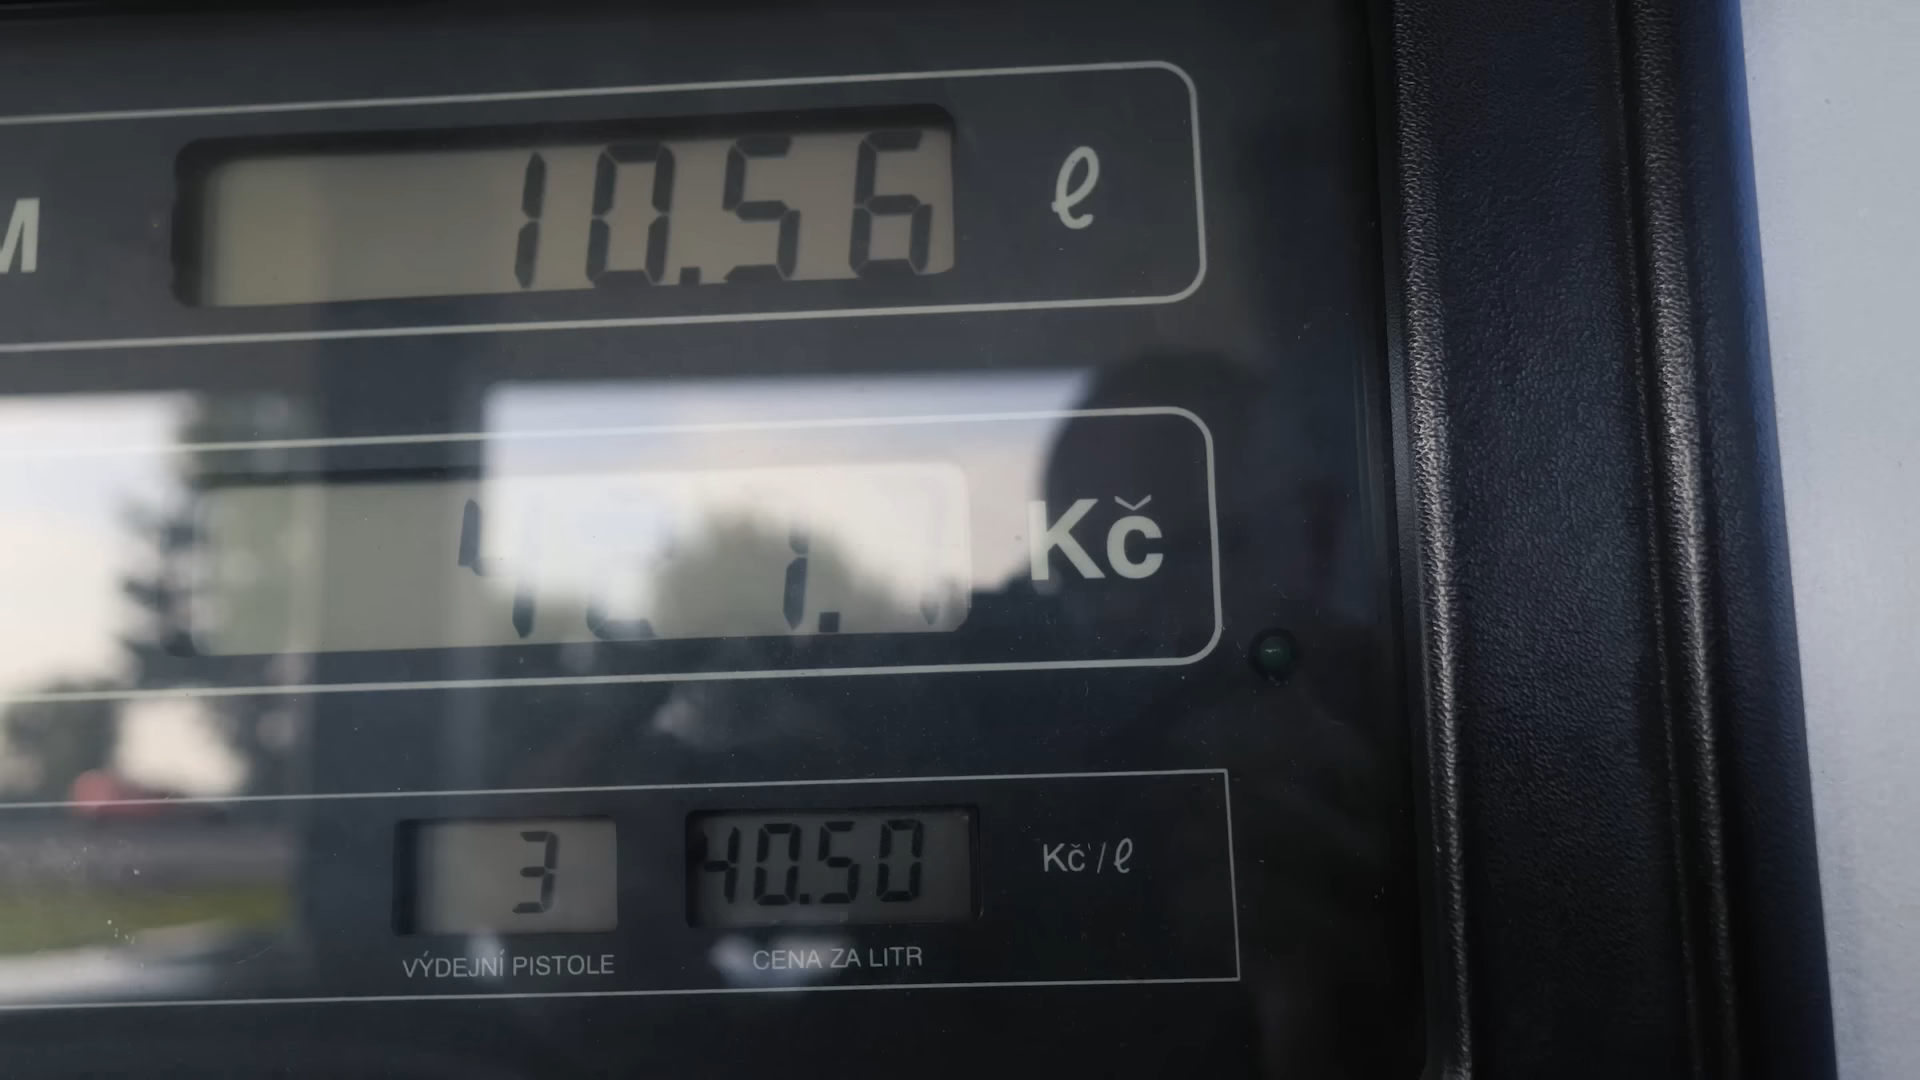 M 10.56 ℓ
Kč
3 40.50 Kč/ℓ
VÝDEJNÍ PISTOLE CENA ZA LITR